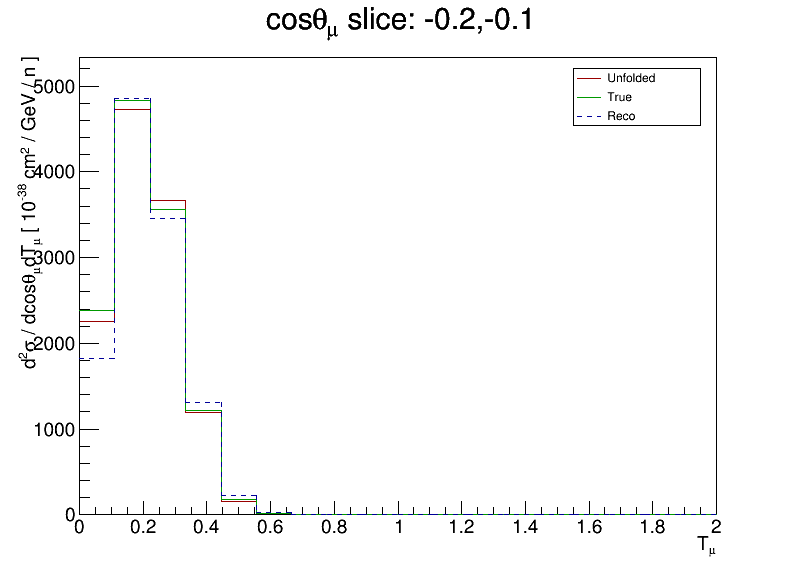 cosθμ slice: -0.2,-0.1
d²σ / dcosθμdTμ [ 10⁻³⁸ cm² / GeV / n ]
Unfolded
True
Reco
5000
4000
3000
2000
1000
0
0 0.2 0.4 0.6 0.8 1 1.2 1.4 1.6 1.8 2
Tμ